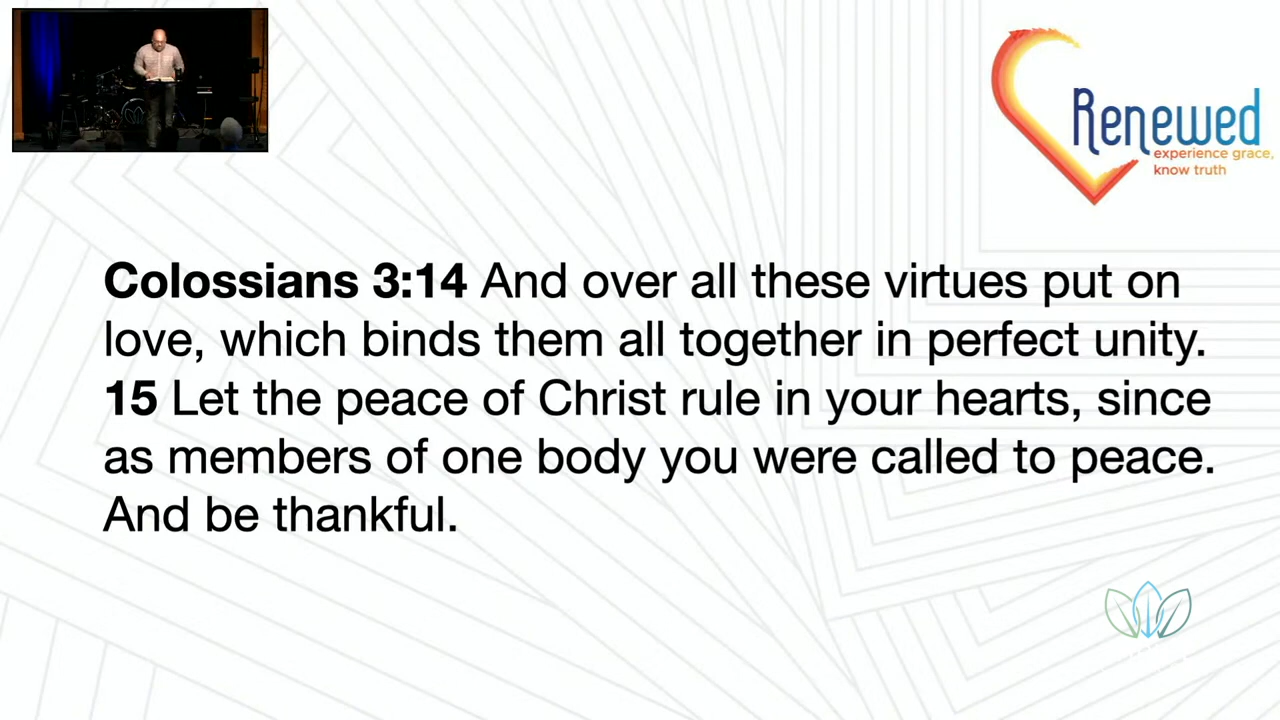 Renewed
experience grace,
know truth
Colossians 3:14 And over all these virtues put on
love, which binds them all together in perfect unity.
15 Let the peace of Christ rule in your hearts, since
as members of one body you were called to peace.
And be thankful.